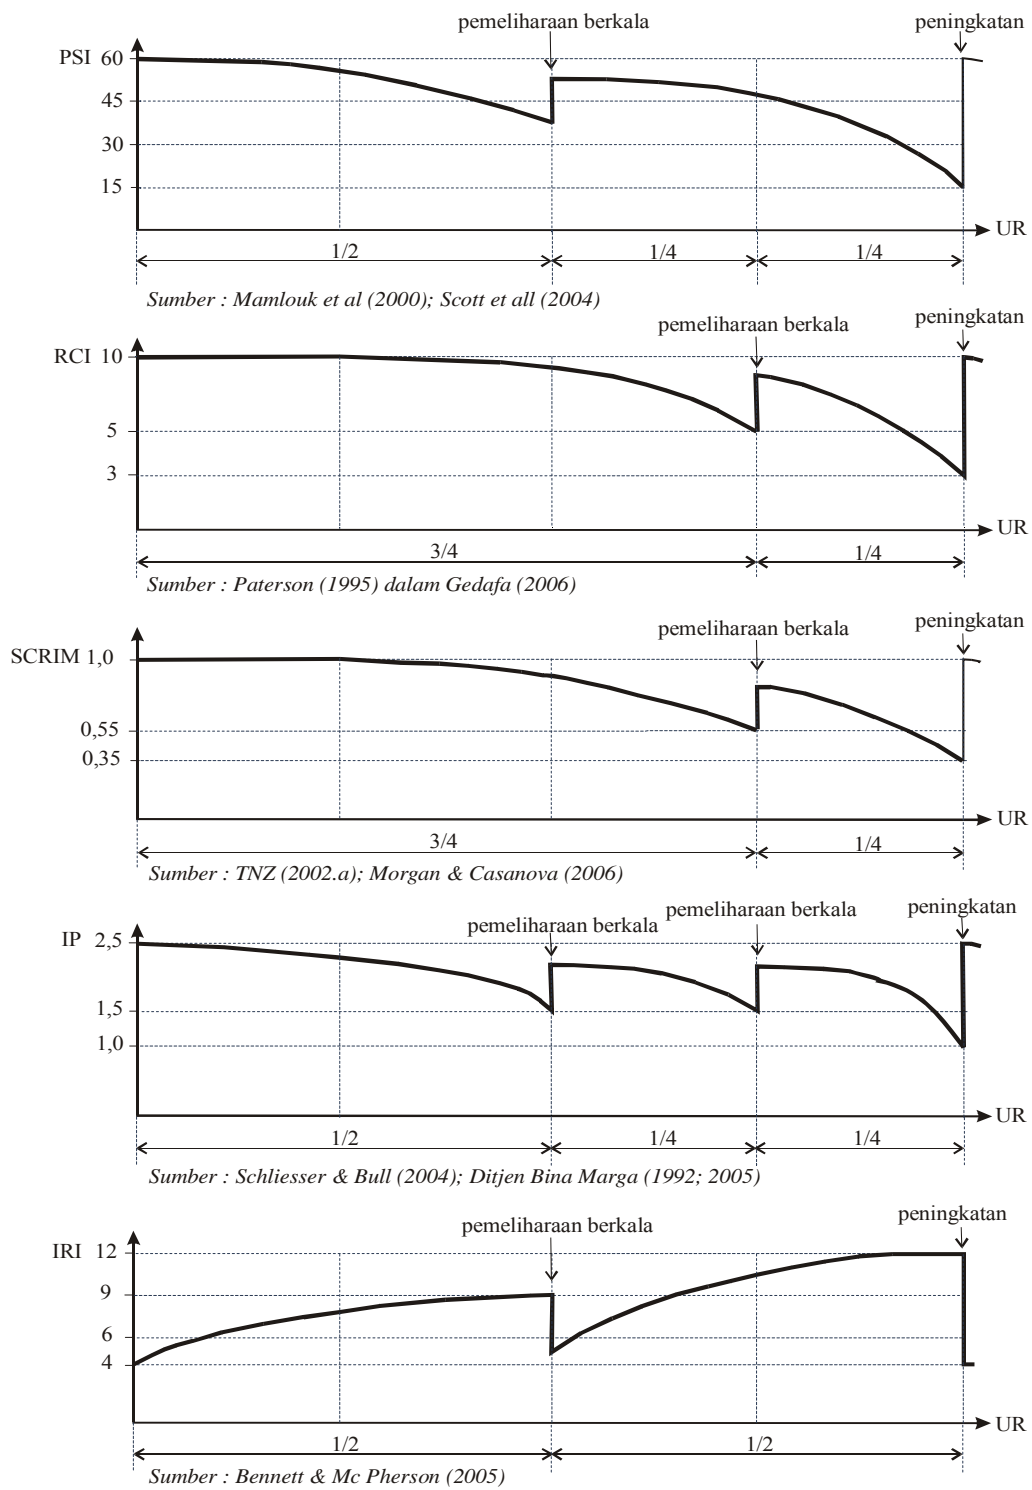 pemeliharaan berkala
peningkatan
PSI 60
45
30
15
UR
1/2
1/4
1/4
Sumber : Mamlouk et al (2000); Scott et all (2004)
pemeliharaan berkala
peningkatan
RCI 10
5
3
UR
3/4
1/4
Sumber : Paterson (1995) dalam Gedafa (2006)
pemeliharaan berkala
peningkatan
SCRIM 1,0
0,55
0,35
UR
3/4
1/4
Sumber : TNZ (2002.a); Morgan & Casanova (2006)
pemeliharaan berkala
pemeliharaan berkala
peningkatan
IP 2,5
1,5
1,0
UR
1/2
1/4
1/4
Sumber : Schliesser & Bull (2004); Ditjen Bina Marga (1992; 2005)
pemeliharaan berkala
peningkatan
IRI 12
9
6
4
UR
1/2
1/2
Sumber : Bennett & Mc Pherson (2005)